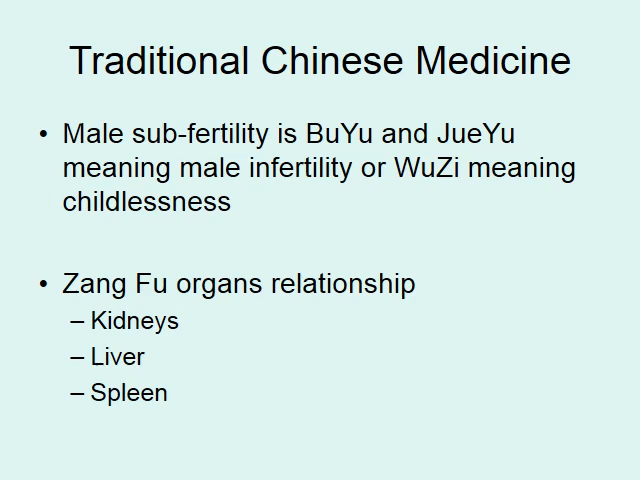 Traditional Chinese Medicine
• Male sub-fertility is BuYu and JueYu
meaning male infertility or WuZi meaning
childlessness
• Zang Fu organs relationship
– Kidneys
– Liver
– Spleen